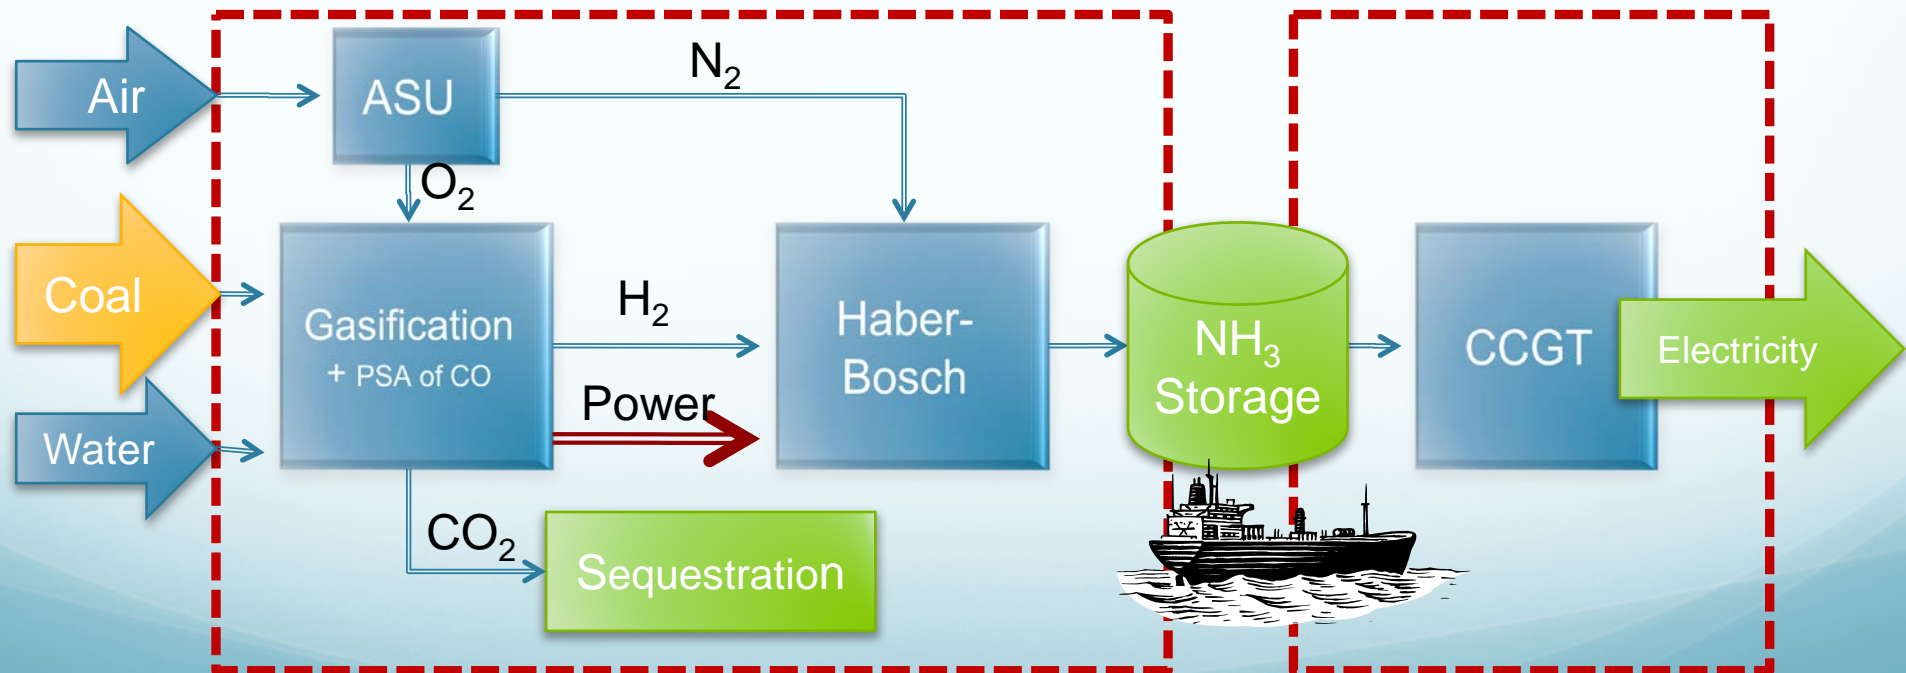 Air
ASU
N₂
O₂
Coal
Gasification
+ PSA of CO
H₂
Power
Haber-
Bosch
NH₃
Storage
CCGT
Electricity
Water
CO₂
Sequestration